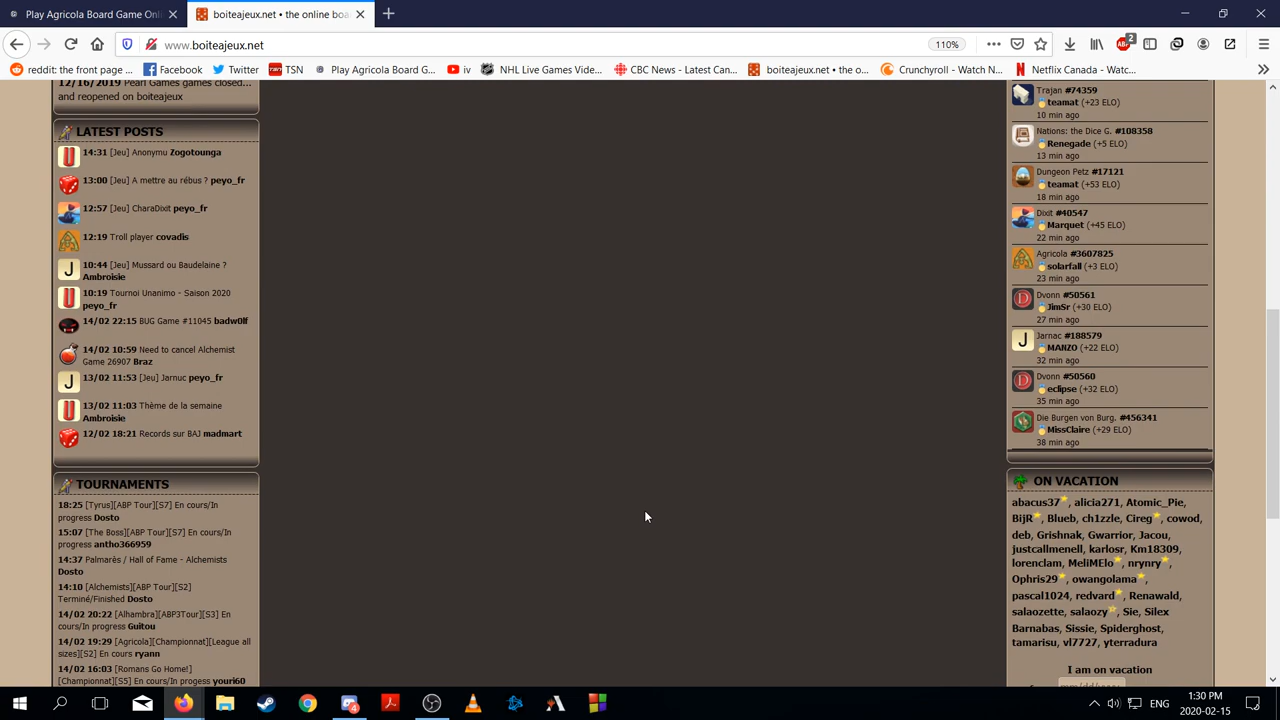 Play Agricola Board Game Onli
boiteajeux.net • the online boa
www.boiteajeux.net
110%
2
reddit: the front page ...
Facebook
Twitter
TSN
Play Agricola Board G...
iv
NHL Live Games Video...
CBC News - Latest Can...
boiteajeux.net • the o...
Crunchyroll - Watch N...
Netflix Canada - Watc...
12/16/2019 Pearl Games games closed...
and reopened on boiteajeux
LATEST POSTS
14:31 [Jeu] Anonymu Zogotounga
13:00 [Jeu] A mettre au rébus ? peyo_fr
12:57 [Jeu] CharaDixit peyo_fr
12:19 Troll player covadis
10:44 [Jeu] Mussard ou Baudelaine ?
Ambroisie
10:19 Tournoi Unanimo - Saison 2020
peyo_fr
14/02 22:15 BUG Game #11045 badw0lf
14/02 10:59 Need to cancel Alchemist
Game 26907 Braz
13/02 11:53 [Jeu] Jarnuc peyo_fr
13/02 11:03 Thème de la semaine
Ambroisie
12/02 18:21 Records sur BAJ madmart
TOURNAMENTS
18:25 [Tyrus][ABP Tour][S7] En cours/In
progress Dosto
15:07 [The Boss][ABP Tour][S7] En cours/In
progress antho366959
14:37 Palmarès / Hall of Fame - Alchemists
Dosto
14:10 [Alchemists][ABP Tour][S2]
Terminé/Finished Dosto
14/02 20:22 [Alhambra][ABP3Tour][S3] En
cours/In progress Guitou
14/02 19:29 [Agricola][Championnat][League all
sizes][S2] En cours ryann
14/02 16:03 [Romans Go Home!]
[Championnat][S5] En cours/In progress youri60
Trajan #74359
teamat (+23 ELO)
10 min ago
Nations: the Dice G. #108358
Renegade (+5 ELO)
13 min ago
Dungeon Petz #17121
teamat (+53 ELO)
18 min ago
Dixit #40547
Marquet (+45 ELO)
22 min ago
Agricola #3607825
solarfall (+3 ELO)
23 min ago
D
Dvonn #50561
JimSr (+30 ELO)
27 min ago
J
Jarnac #188579
MANZO (+22 ELO)
32 min ago
D
Dvonn #50560
eclipse (+32 ELO)
35 min ago
Die Burgen von Burg. #456341
MissClaire (+29 ELO)
38 min ago
ON VACATION
abacus37, alicia271, Atomic_Pie,
BijR, Blueb, ch1zzle, Cireg, cowod,
deb, Grishnak, Gwarrior, Jacou,
justcallmenell, karlosr, Km18309,
lorenclam, MeliMElo, nrynry,
Ophris29, owangolama,
pascal1024, redvard, Renawald,
salaozette, salaozy, Sie, Silex
Barnabas, Sissie, Spiderghost,
tamarisu, vl7727, yterradura
I am on vacation
ENG
1:30 PM
2020-02-15